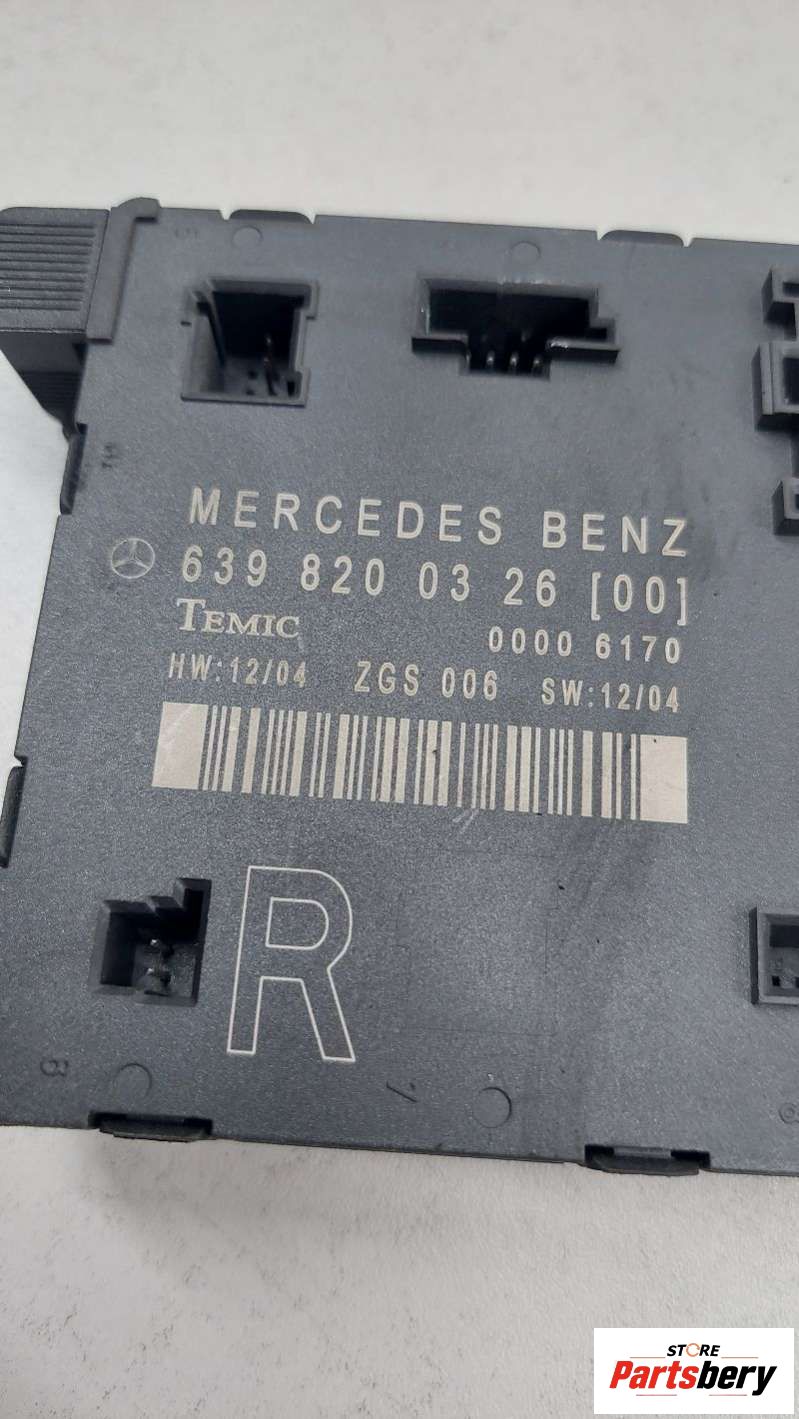 MERCEDES BENZ
639 820 03 26 [00]
TEMIC 0000 6170
HW:12/04 ZGS 006 SW:12/04
R
8
STORE
Partsbery